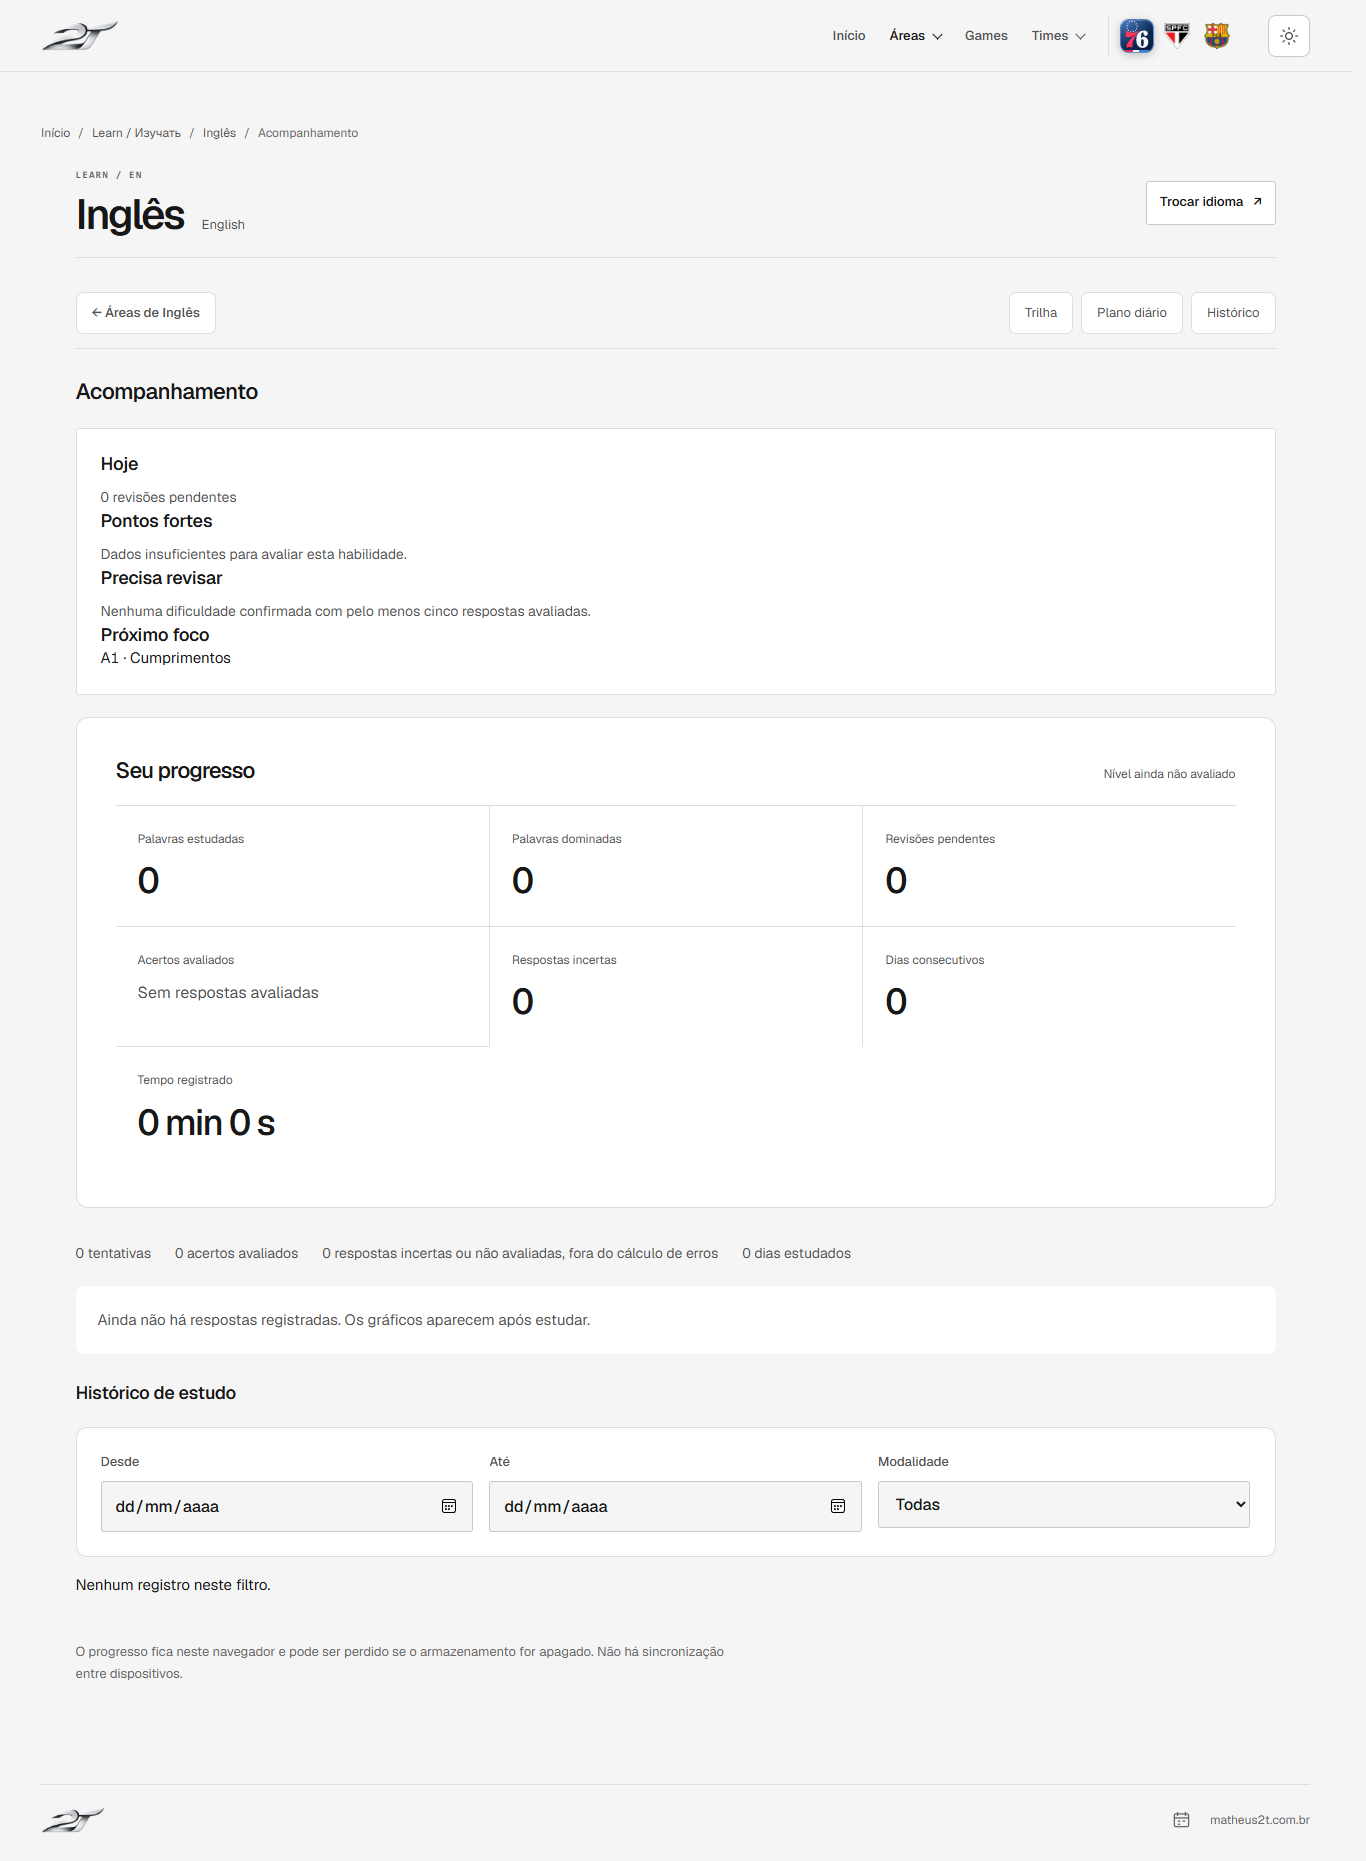 2T
Início
Áreas
Games
Times
76
SPFC
Início / Learn / Изучать / Inglês / Acompanhamento
LEARN / EN
Inglês English
Trocar idioma ↗
← Áreas de Inglês
Trilha
Plano diário
Histórico
Acompanhamento
Hoje
0 revisões pendentes
Pontos fortes
Dados insuficientes para avaliar esta habilidade.
Precisa revisar
Nenhuma dificuldade confirmada com pelo menos cinco respostas avaliadas.
Próximo foco
A1 · Cumprimentos
Seu progresso
Nível ainda não avaliado
Palavras estudadas
0
Palavras dominadas
0
Revisões pendentes
0
Acertos avaliados
Sem respostas avaliadas
Respostas incertas
0
Dias consecutivos
0
Tempo registrado
0 min 0 s
0 tentativas 0 acertos avaliados 0 respostas incertas ou não avaliadas, fora do cálculo de erros 0 dias estudados
Ainda não há respostas registradas. Os gráficos aparecem após estudar.
Histórico de estudo
Desde
dd/mm/aaaa
Até
dd/mm/aaaa
Modalidade
Todas
Nenhum registro neste filtro.
O progresso fica neste navegador e pode ser perdido se o armazenamento for apagado. Não há sincronização
entre dispositivos.
2T
matheus2t.com.br